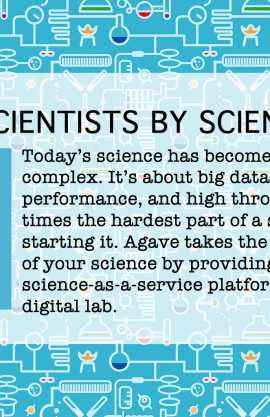 CIENTISTS BY SCIEN
Today's science has become
complex. It's about big data
performance, and high thro
times the hardest part of a s
starting it. Agave takes the
of your science by providing
science-as-a-service platfor
digital lab.